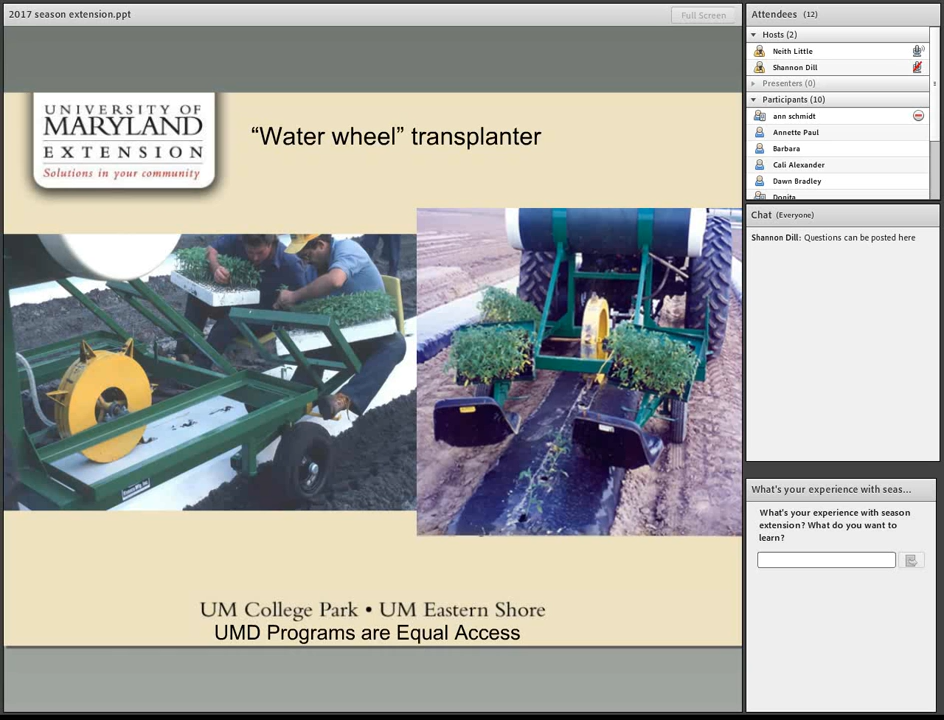 2017 season extension.ppt
Full Screen
UNIVERSITY OF
MARYLAND
EXTENSION
Solutions in your community
“Water wheel” transplanter
UM College Park • UM Eastern Shore
UMD Programs are Equal Access
Attendees (12)
Hosts (2)
Neith Little
Shannon Dill
Presenters (0)
Participants (10)
ann schmidt
Annette Paul
Barbara
Cali Alexander
Dawn Bradley
Donita
Chat (Everyone)
Shannon Dill: Questions can be posted here
What's your experience with seas...
What's your experience with season
extension? What do you want to
learn?